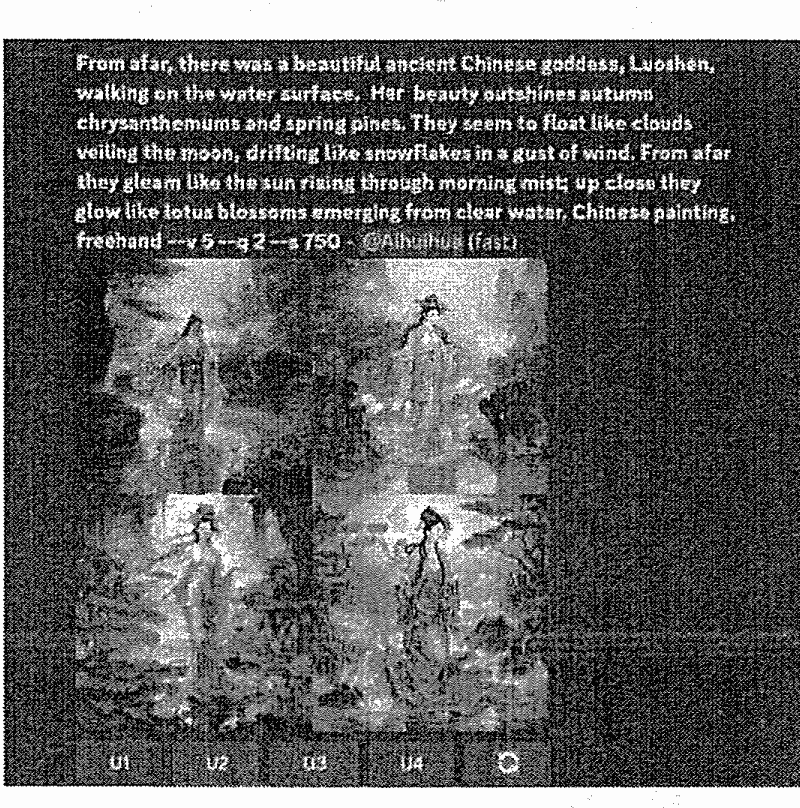 From afar, there was a beautiful ancient Chinese goddess, Luoshen,
walking on the water surface. Her beauty outshines autumn
chrysanthemums and spring pines. They seem to float like clouds
veiling the moon, drifting like snowflakes in a gust of wind. From afar
they gleam like the sun rising through morning mist; up close they
glow like lotus blossoms emerging from clear water. Chinese painting,
freehand --v 5 --q 2 --s 750 - @Aihuihua (fast)
U1 U2 U3 U4